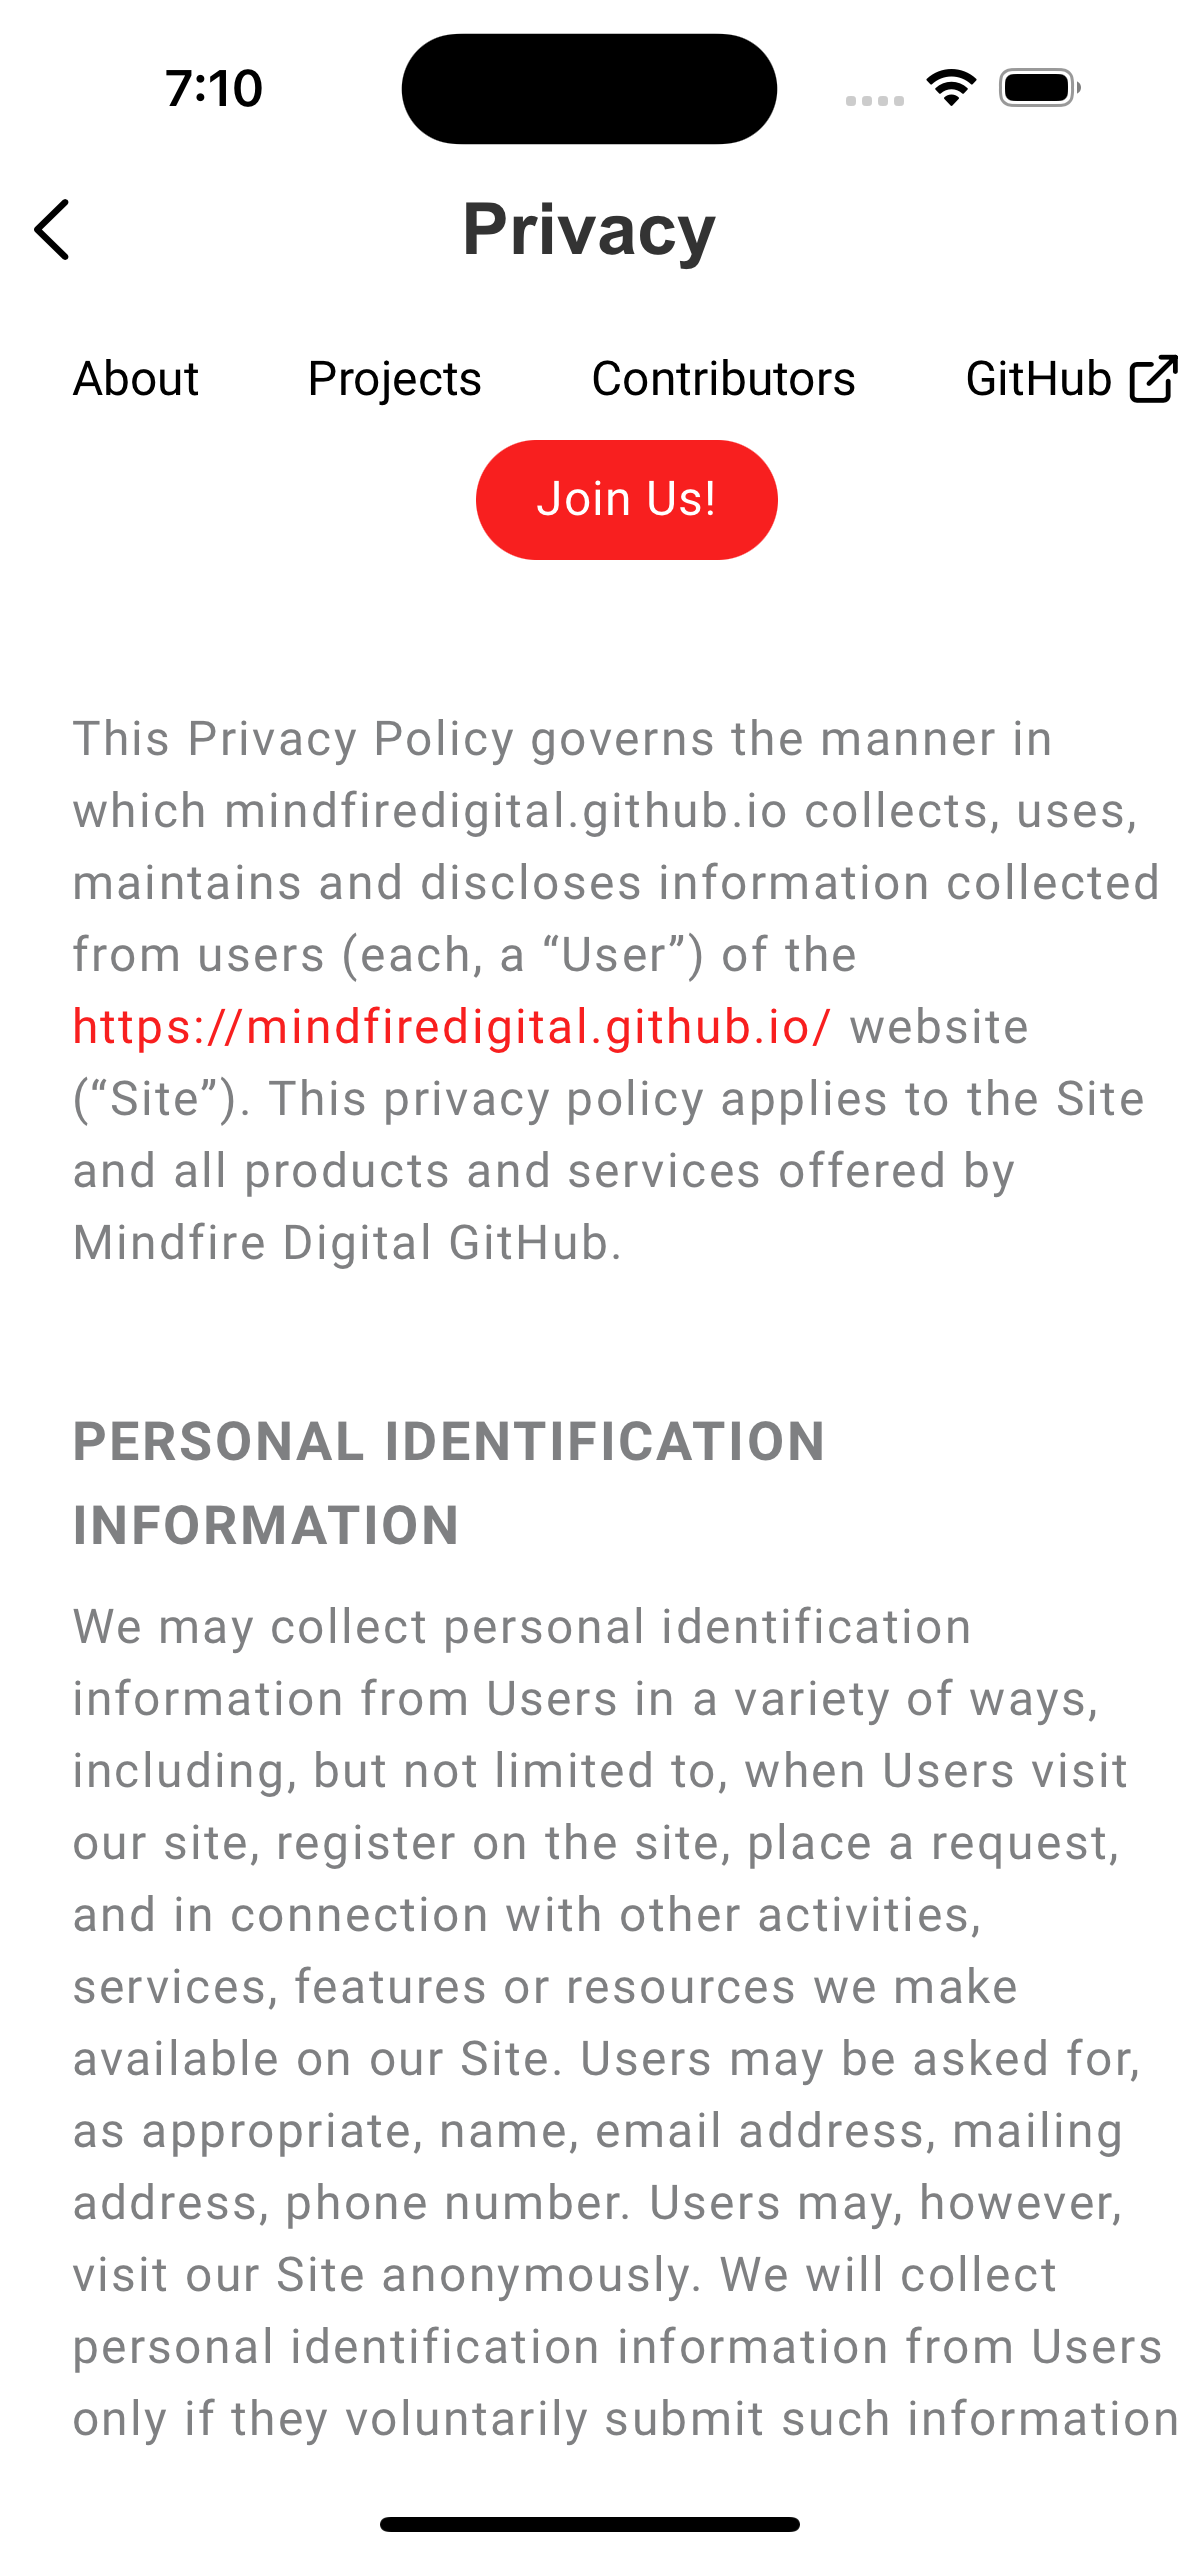 7:10
Privacy
About Projects Contributors GitHub
Join Us!
This Privacy Policy governs the manner in
which mindfiredigital.github.io collects, uses,
maintains and discloses information collected
from users (each, a “User”) of the
https://mindfiredigital.github.io/ website
(“Site”). This privacy policy applies to the Site
and all products and services offered by
Mindfire Digital GitHub.
PERSONAL IDENTIFICATION
INFORMATION
We may collect personal identification
information from Users in a variety of ways,
including, but not limited to, when Users visit
our site, register on the site, place a request,
and in connection with other activities,
services, features or resources we make
available on our Site. Users may be asked for,
as appropriate, name, email address, mailing
address, phone number. Users may, however,
visit our Site anonymously. We will collect
personal identification information from Users
only if they voluntarily submit such information